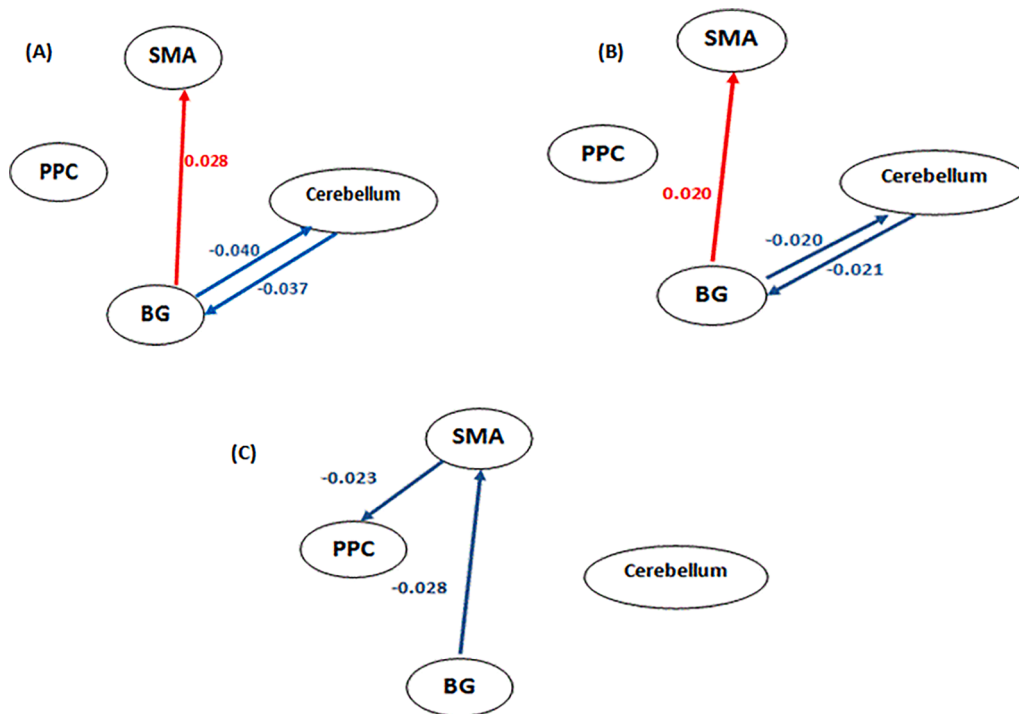 (A)
SMA
PPC
0.028
Cerebellum
-0.040
-0.037
BG
(B)
SMA
PPC
0.020
Cerebellum
-0.020
-0.021
BG
(C)
SMA
-0.023
PPC
Cerebellum
-0.028
BG